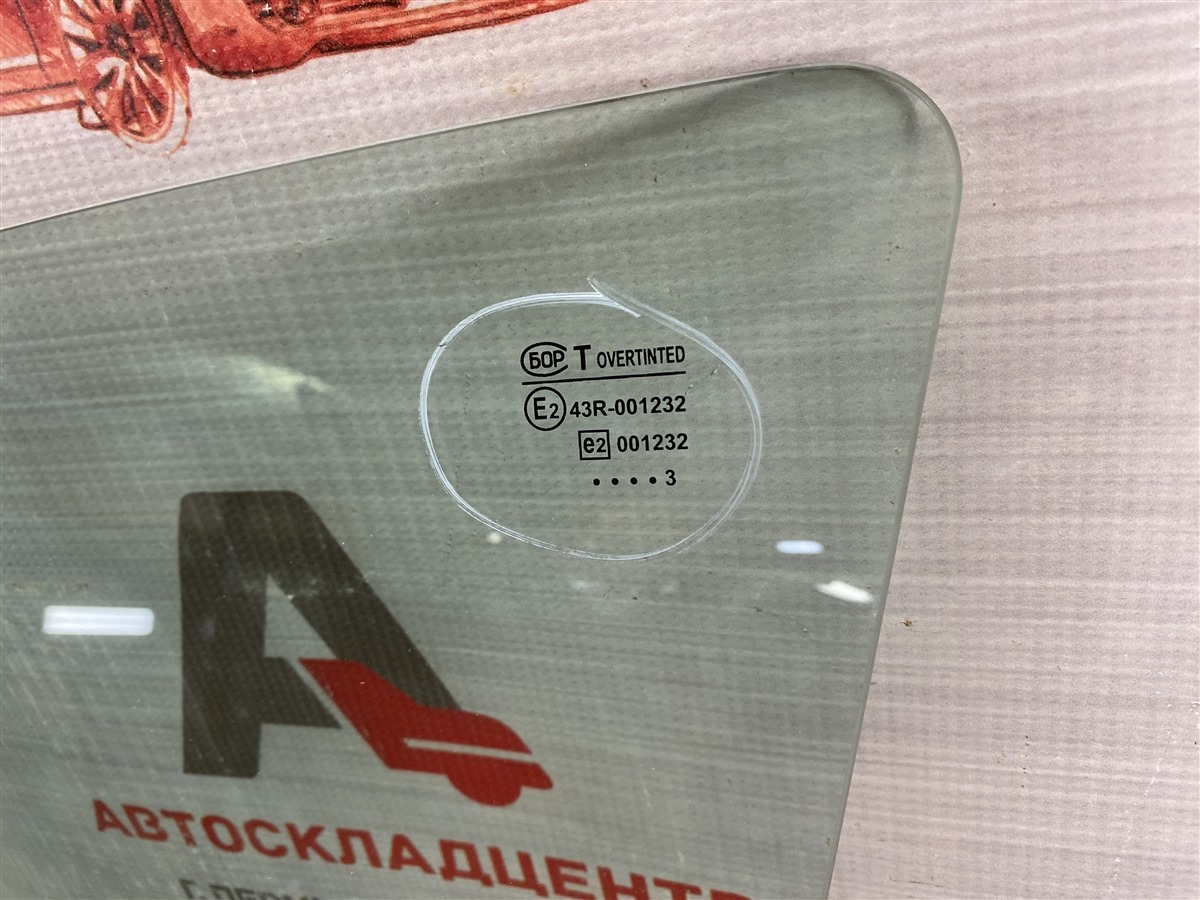 БОР T OVERTINTED
E2 43R-001232
e2 001232
• • • • 3
АВТОСКЛАДЦЕНТР